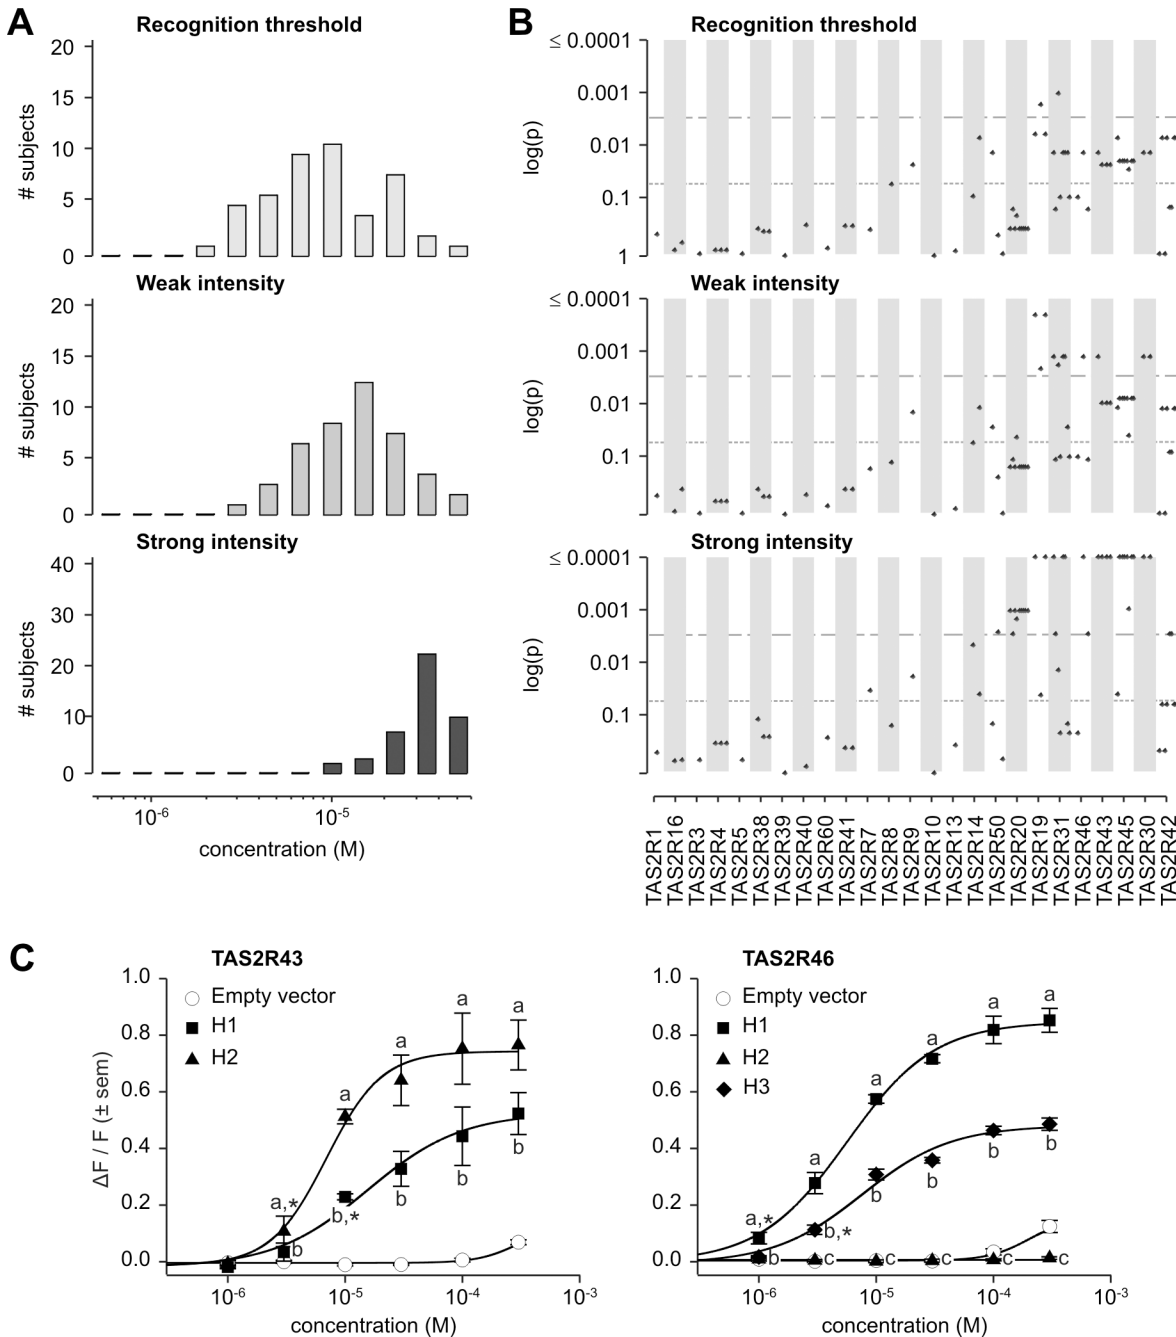 A
Recognition threshold
20
15
10
5
0
# subjects
Weak intensity
20
15
10
5
0
# subjects
Strong intensity
40
30
20
10
0
# subjects
10-6
10-5
concentration (M)
B
Recognition threshold
≤ 0.0001
0.001
0.01
0.1
1
log(p)
Weak intensity
≤ 0.0001
0.001
0.01
0.1
log(p)
Strong intensity
≤ 0.0001
0.001
0.01
0.1
log(p)
TAS2R1
TAS2R16
TAS2R3
TAS2R4
TAS2R5
TAS2R38
TAS2R39
TAS2R40
TAS2R60
TAS2R41
TAS2R7
TAS2R8
TAS2R9
TAS2R10
TAS2R13
TAS2R14
TAS2R50
TAS2R20
TAS2R19
TAS2R31
TAS2R46
TAS2R43
TAS2R45
TAS2R30
TAS2R42
C
TAS2R43
Empty vector
H1
H2
1.0
0.8
0.6
0.4
0.2
0.0
ΔF / F (± sem)
a,*
a
a
a
a
b
b,*
b
b
b
10-6
10-5
10-4
10-3
concentration (M)
TAS2R46
Empty vector
H1
H2
H3
1.0
0.8
0.6
0.4
0.2
0.0
a,*
a
a
a
a
a
b
b,*
b
b
b
b
c
c
c
c
c
10-6
10-5
10-4
10-3
concentration (M)